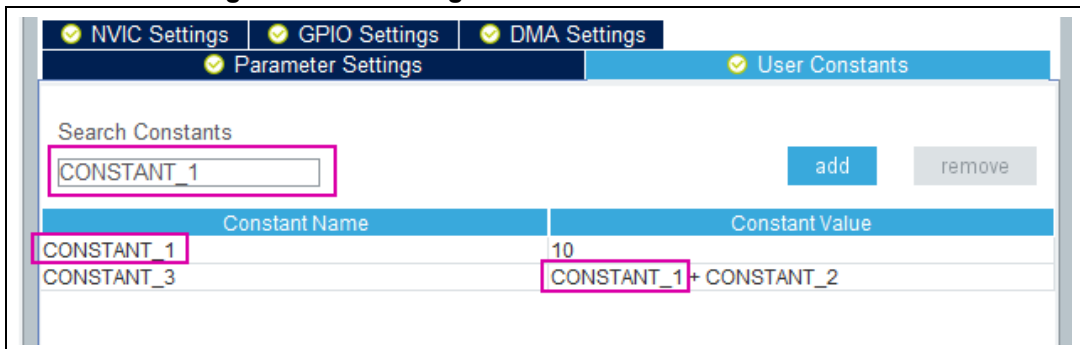 NVIC Settings GPIO Settings DMA Settings
Parameter Settings User Constants
Search Constants
CONSTANT_1 add remove
Constant Name Constant Value
CONSTANT_1 10
CONSTANT_3 CONSTANT_1 + CONSTANT_2